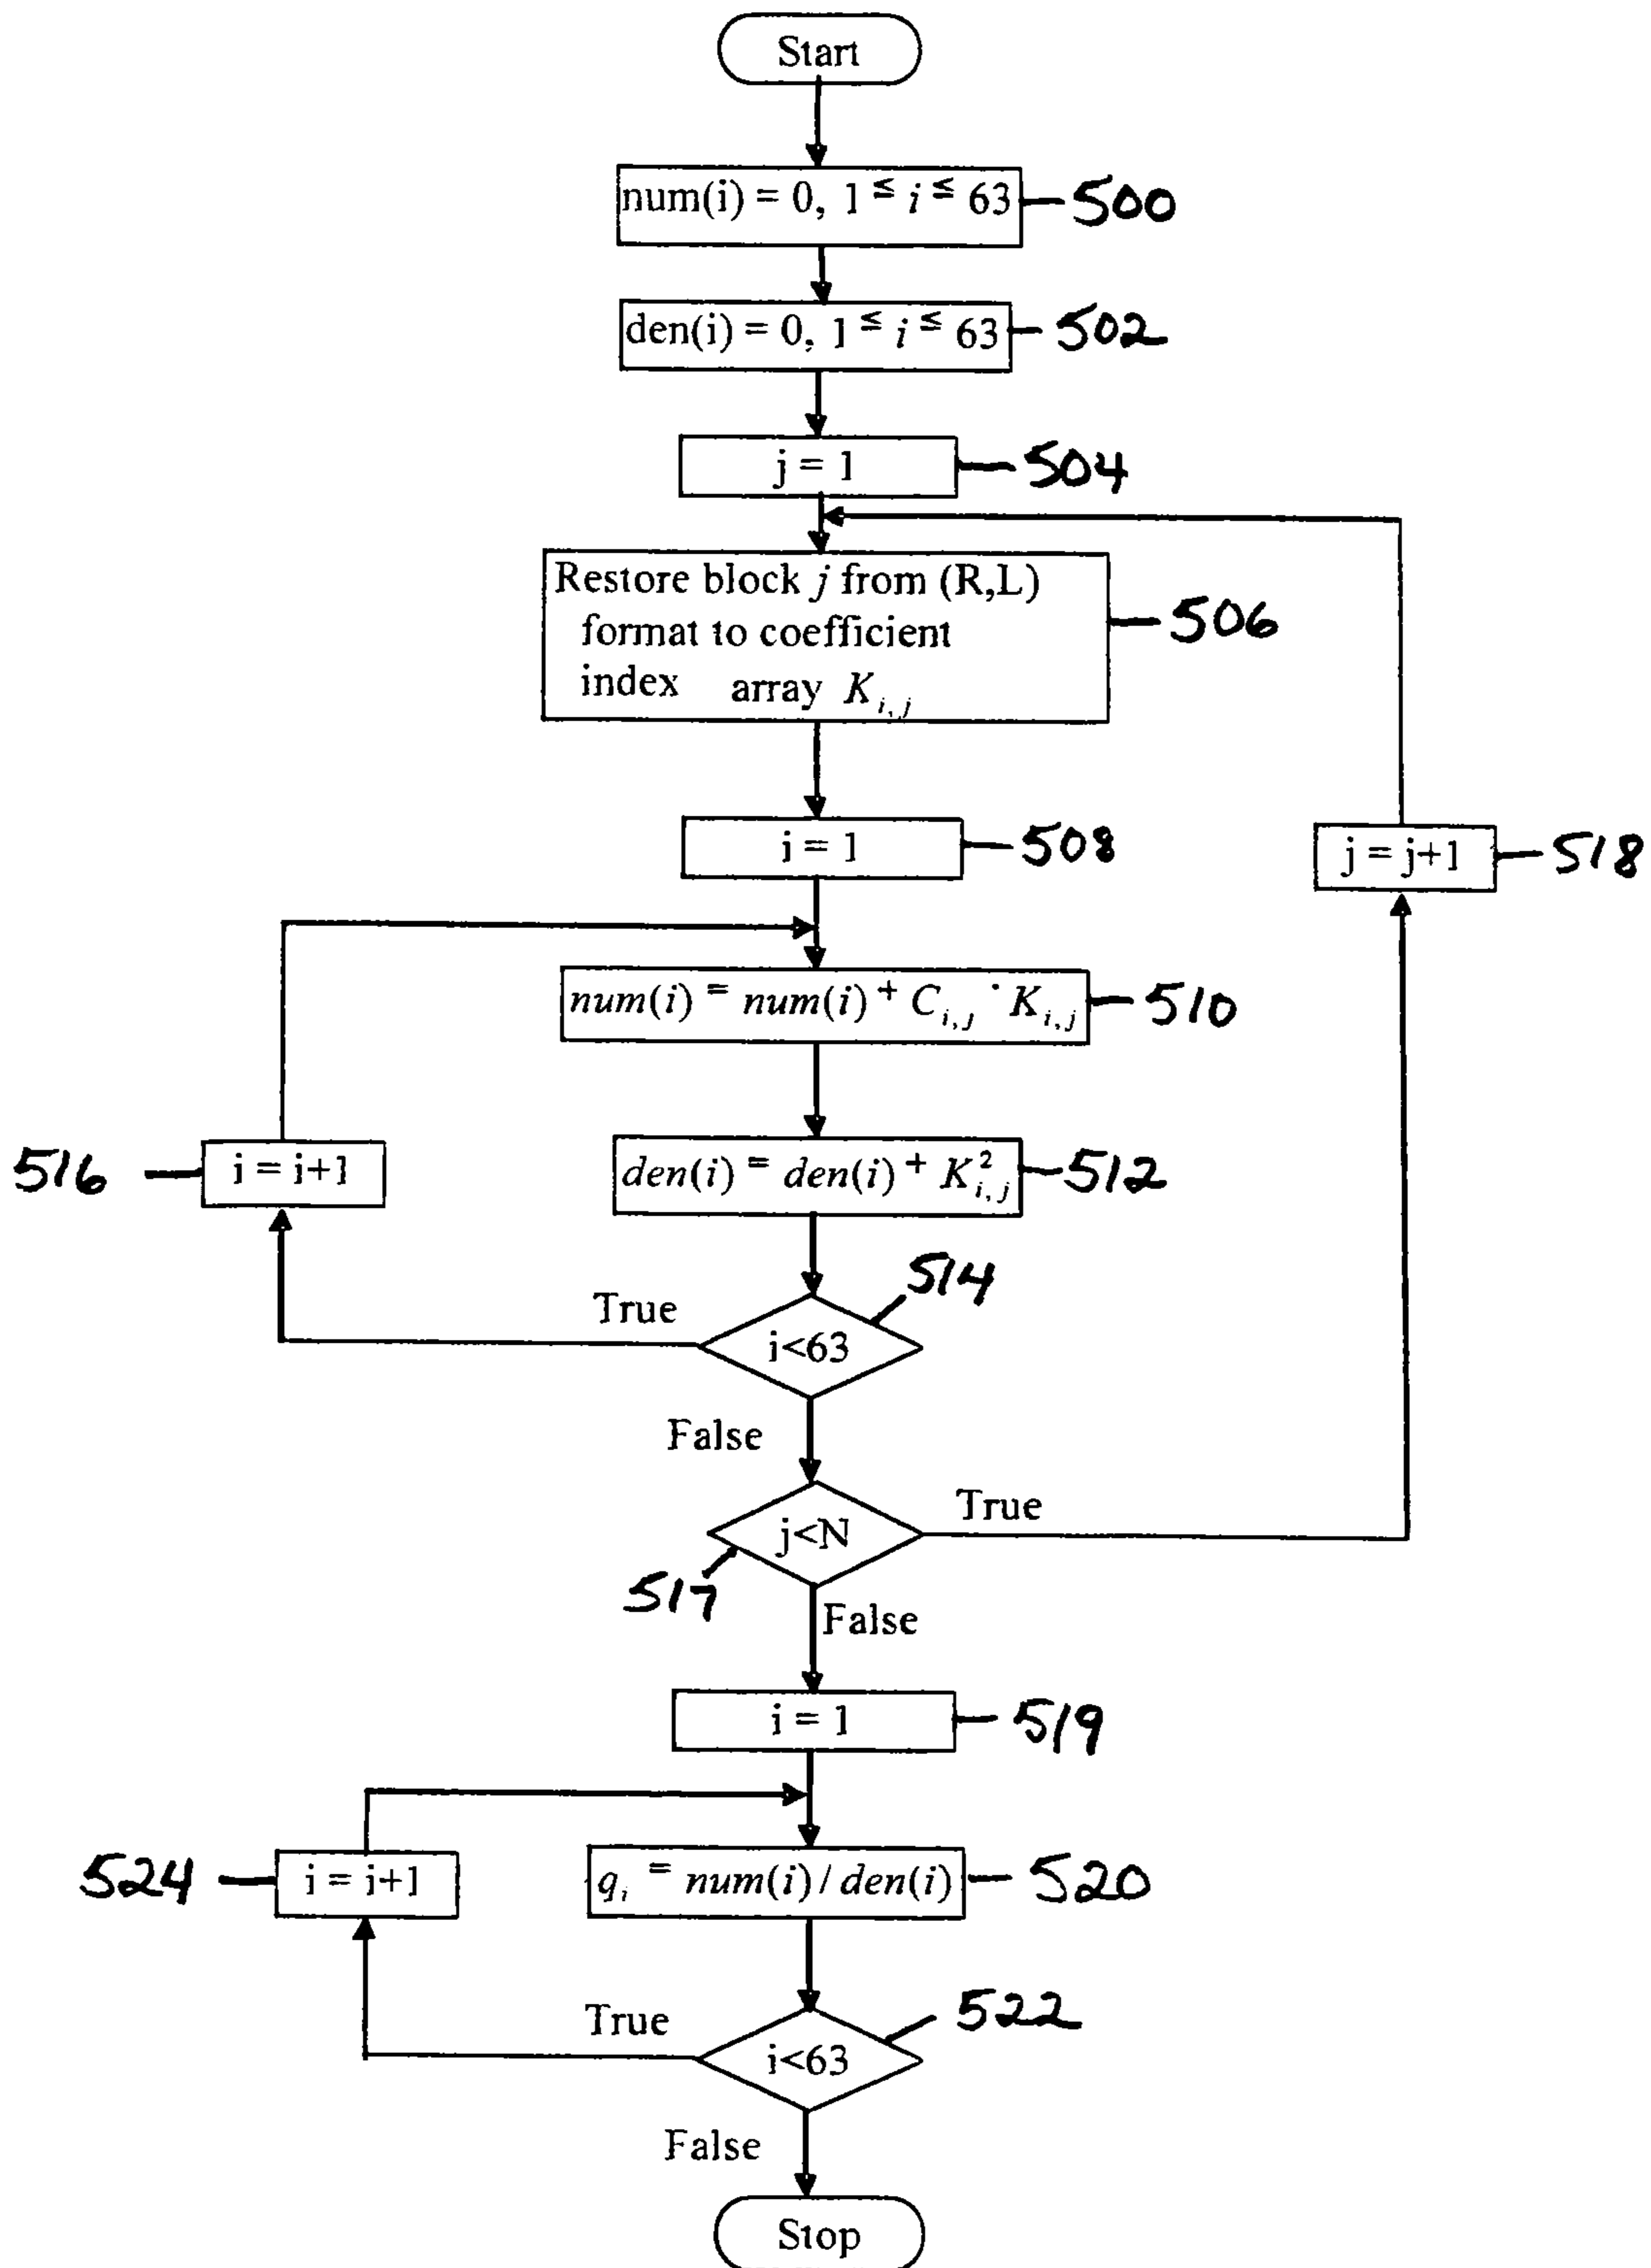 Start
num(i) = 0, 1 ≤ i ≤ 63
500
den(i) = 0, 1 ≤ i ≤ 63
502
j = 1
504
Restore block j from (R,L)
format to coefficient
index array K_{i,j}
506
i = 1
508
j = j+1
518
num(i) = num(i) + C_{i,j} · K_{i,j}
510
516
i = i+1
den(i) = den(i) + K²_{i,j}
512
514
True
i<63
False
j<N
True
517
False
i = 1
519
524
i = i+1
q_i = num(i) / den(i)
520
522
True
i<63
False
Stop